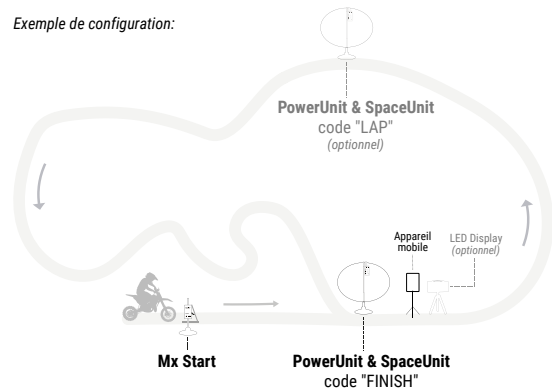 Exemple de configuration:
PowerUnit & SpaceUnit
code "LAP"
(optionnel)
Appareil
mobile
LED Display
(optionnel)
Mx Start
PowerUnit & SpaceUnit
code "FINISH"